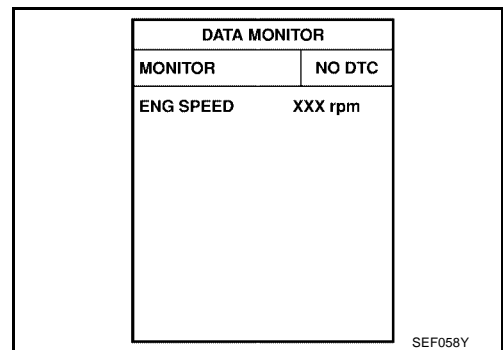 DATA MONITOR
MONITOR NO DTC
ENG SPEED XXX rpm
SEF058Y